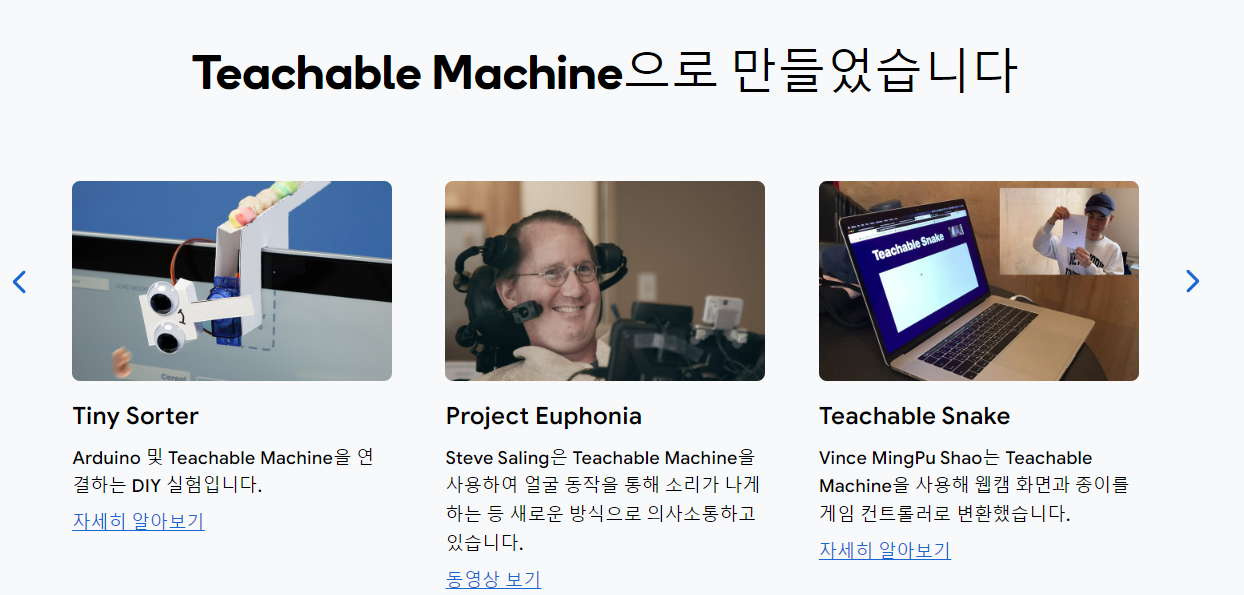 Teachable Machine으로 만들었습니다
Teachable Snake
Cereal
Tiny Sorter
Arduino 및 Teachable Machine을 연
결하는 DIY 실험입니다.
자세히 알아보기
Project Euphonia
Steve Saling은 Teachable Machine을
사용하여 얼굴 동작을 통해 소리가 나게
하는 등 새로운 방식으로 의사소통하고
있습니다.
동영상 보기
Teachable Snake
Vince MingPu Shao는 Teachable
Machine을 사용해 웹캠 화면과 종이를
게임 컨트롤러로 변환했습니다.
자세히 알아보기